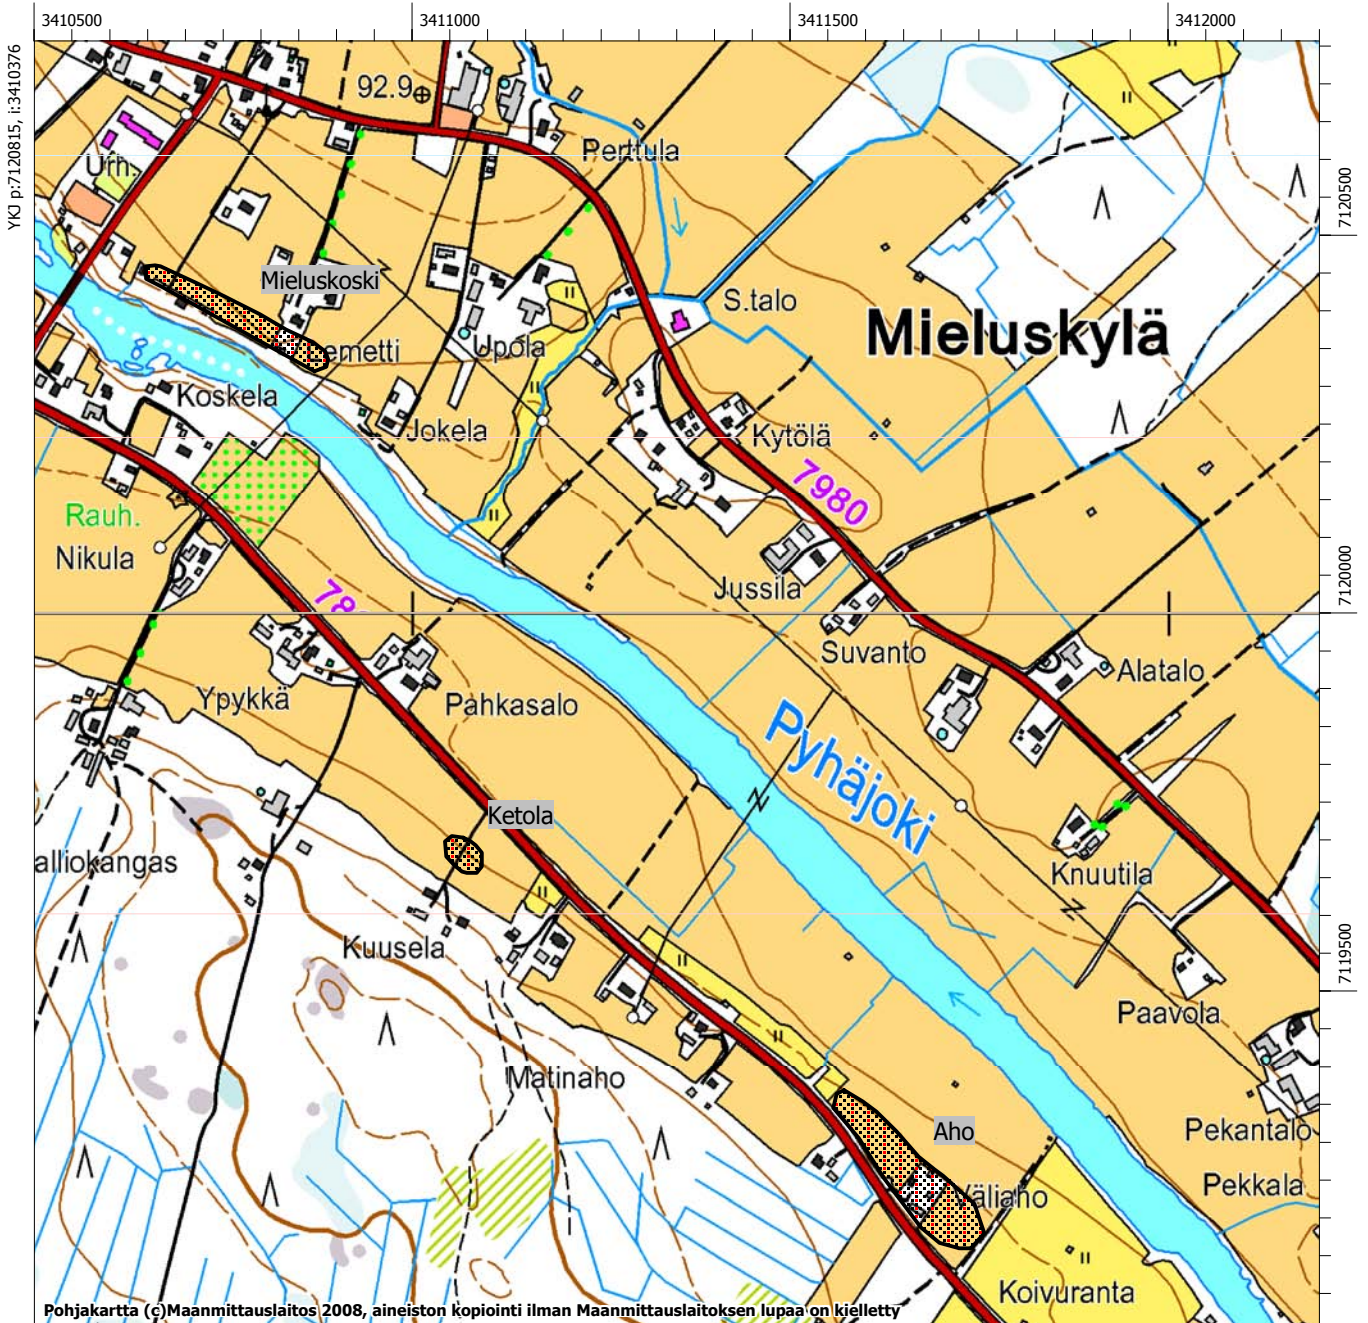 3410500
3411000
3411500
3412000
YKJ p:7120815, i:3410376
92.9
Perttula
Urh.
7120500
Mieluskoski
S.talo
Mieluskylä
Upola
Koskela
Jokela
Kytölä
7980
Rauh.
Nikula
Jussila
7120000
Suvanto
Alatalo
Ypykkä
Pahkasalo
Pyhäjoki
Ketola
alliokangas
Knuutila
Kuusela
7119500
Paavola
Matinaho
Aho
Pekantalo
Väliaho
Pekkala
Koivuranta
Pohjakartta (c)Maanmittauslaitos 2008, aineiston kopiointi ilman Maanmittauslaitoksen lupaa on kielletty